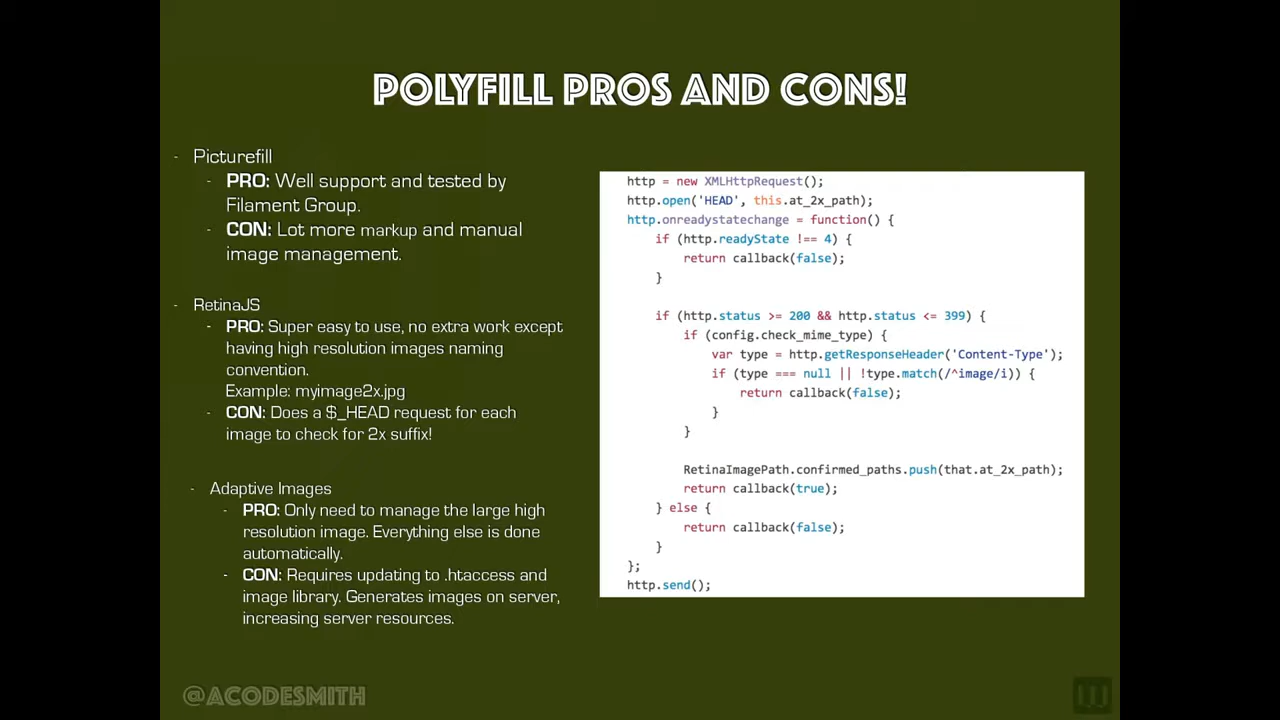 POLYFILL PROS AND CONS!
- Picturefill
- PRO: Well support and tested by
Filament Group.
- CON: Lot more markup and manual
image management.
- RetinaJS
- PRO: Super easy to use, no extra work except
having high resolution images naming
convention.
Example: myimage2x.jpg
- CON: Does a $_HEAD request for each
image to check for 2x suffix!
- Adaptive Images
- PRO: Only need to manage the large high
resolution image. Everything else is done
automatically.
- CON: Requires updating to .htaccess and
image library. Generates images on server,
increasing server resources.
http = new XMLHttpRequest();
http.open('HEAD', this.at_2x_path);
http.onreadystatechange = function() {
if (http.readyState !== 4) {
return callback(false);
}
if (http.status >= 200 && http.status <= 399) {
if (config.check_mime_type) {
var type = http.getResponseHeader('Content-Type');
if (type === null || !type.match(/^image/i)) {
return callback(false);
}
}
RetinaImagePath.confirmed_paths.push(that.at_2x_path);
return callback(true);
} else {
return callback(false);
}
};
http.send();
@ACODESMITH